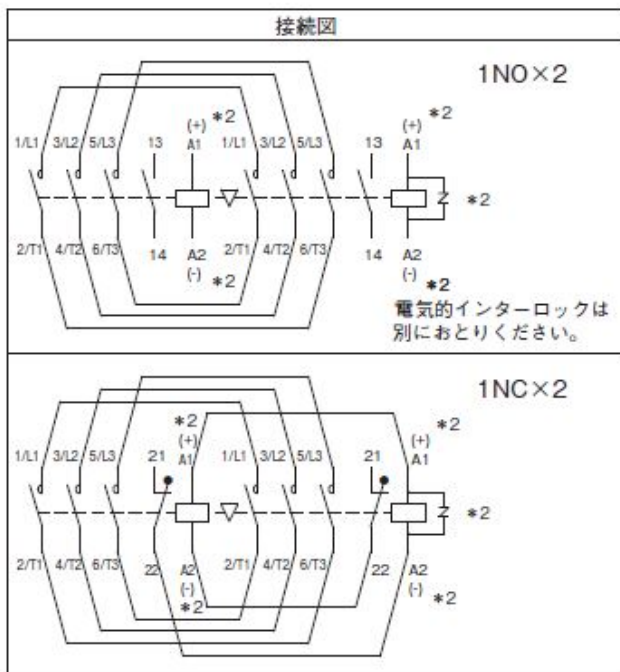 接続図
1NO×2
(+) *2 (+) *2
1/L1 3/L2 5/L3 13 A1 1/L1 3/L2 5/L3 13 A1
Z *2
2/T1 4/T2 6/T3 14 A2 2/T1 4/T2 6/T3 14 A2
(-) *2 (-) *2
電気的インターロックは
別におとりください。
1NC×2
*2 (+) (+) *2
1/L1 3/L2 5/L3 21 A1 1/L1 3/L2 5/L3 21 A1
Z *2
2/T1 4/T2 6/T3 22 A2 2/T1 4/T2 6/T3 22 A2
(-) *2 (-) *2